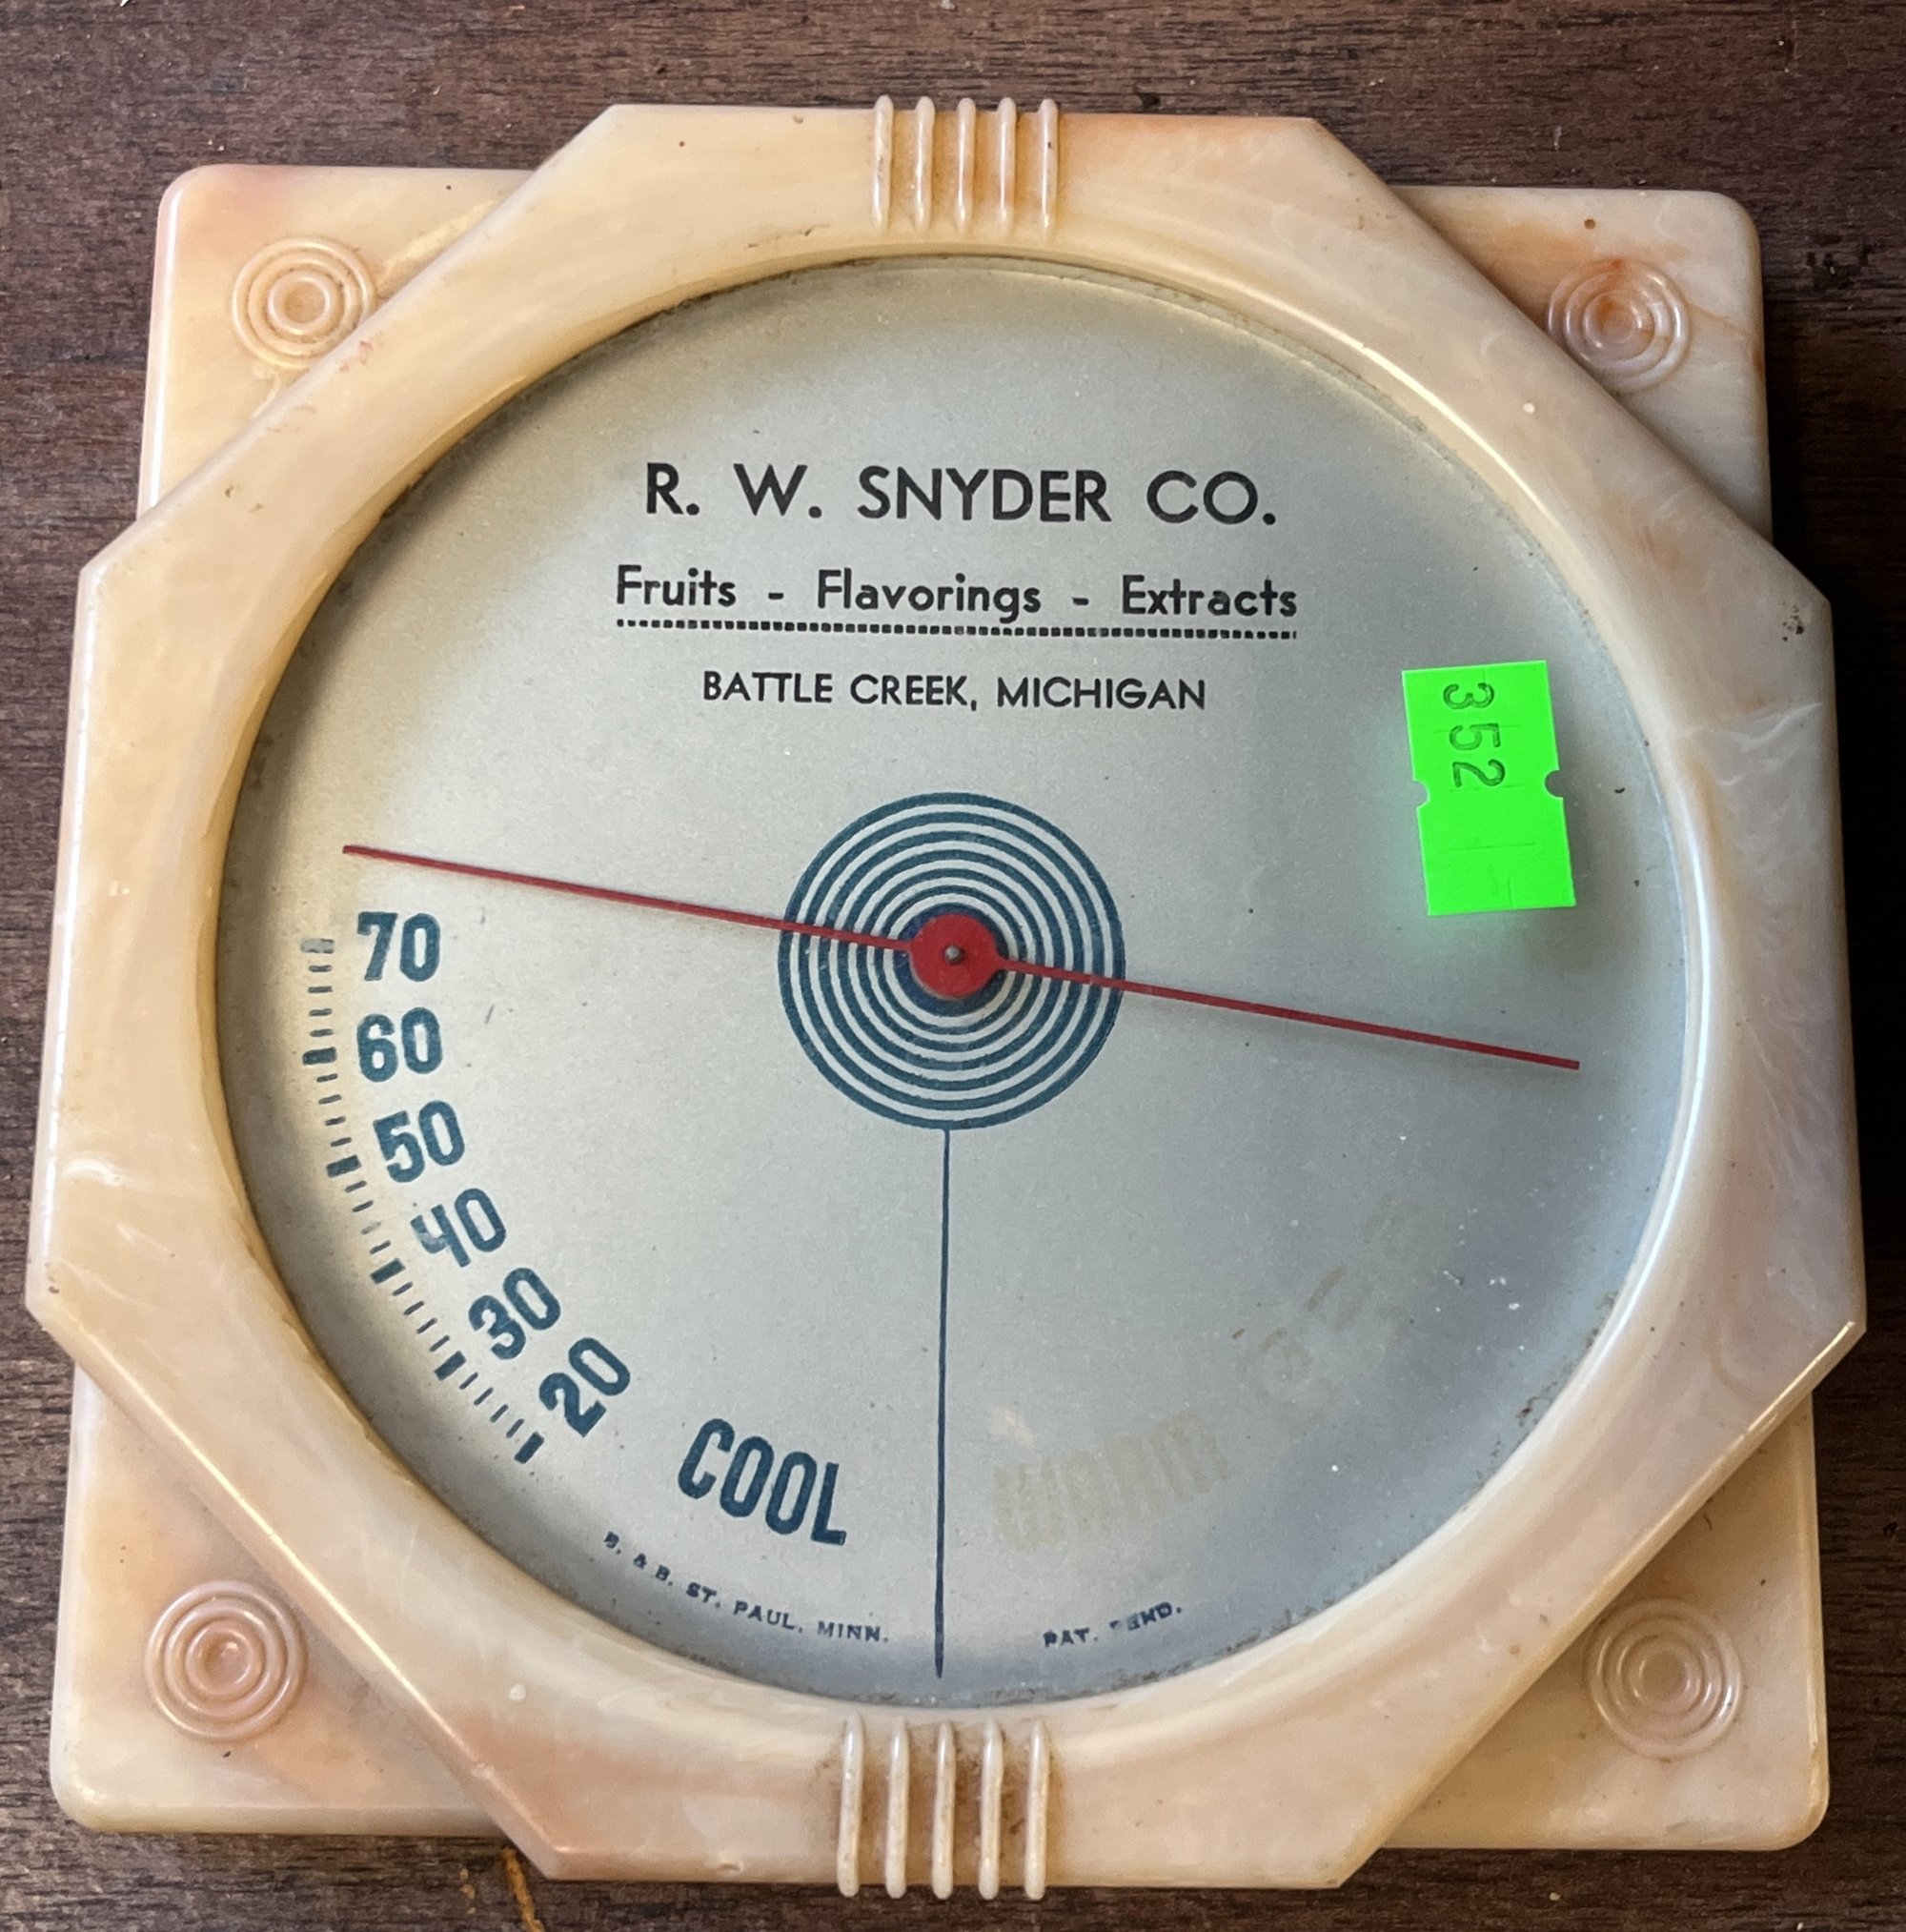 R. W. SNYDER CO.
Fruits - Flavorings - Extracts
BATTLE CREEK, MICHIGAN
352
70
60
50
40
30
20
COOL
B. & B. ST. PAUL, MINN.
PAT. PEND.